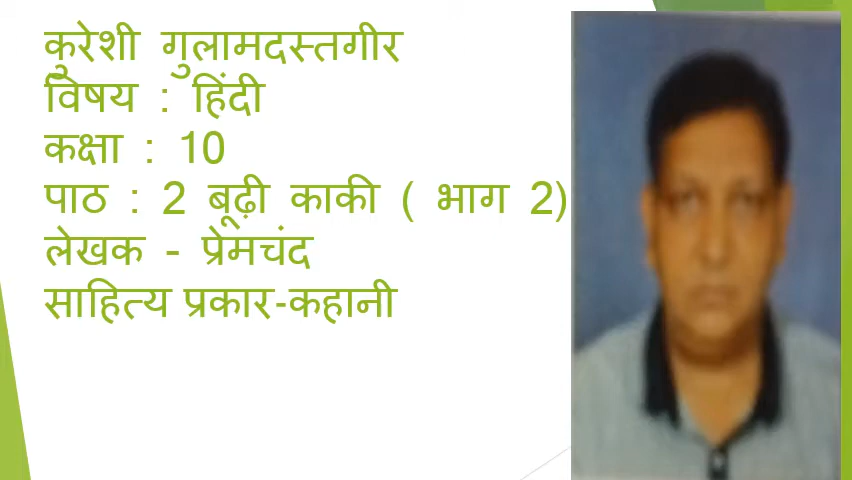 कुरेशी गुलामदस्तगीर
विषय : हिंदी
कक्षा : 10
पाठ : 2 बूढ़ी काकी ( भाग 2)
लेखक - प्रेमचंद
साहित्य प्रकार-कहानी